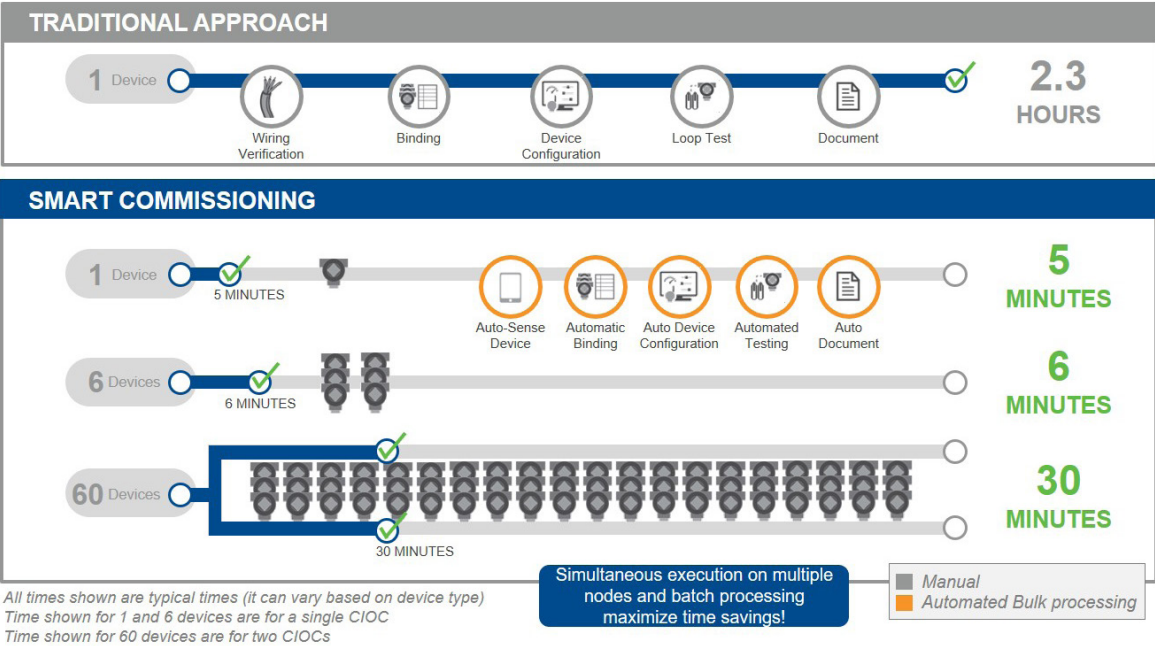 TRADITIONAL APPROACH
1 Device
Wiring
Verification
Binding
Device
Configuration
Loop Test
Document
2.3
HOURS
SMART COMMISSIONING
1 Device
5 MINUTES
Auto-Sense
Device
Automatic
Binding
Auto Device
Configuration
Automated
Testing
Auto
Document
5
MINUTES
6 Devices
6 MINUTES
6
MINUTES
60 Devices
30 MINUTES
30
MINUTES
All times shown are typical times (it can vary based on device type)
Time shown for 1 and 6 devices are for a single CIOC
Time shown for 60 devices are for two CIOCs
Simultaneous execution on multiple
nodes and batch processing
maximize time savings!
Manual
Automated Bulk processing